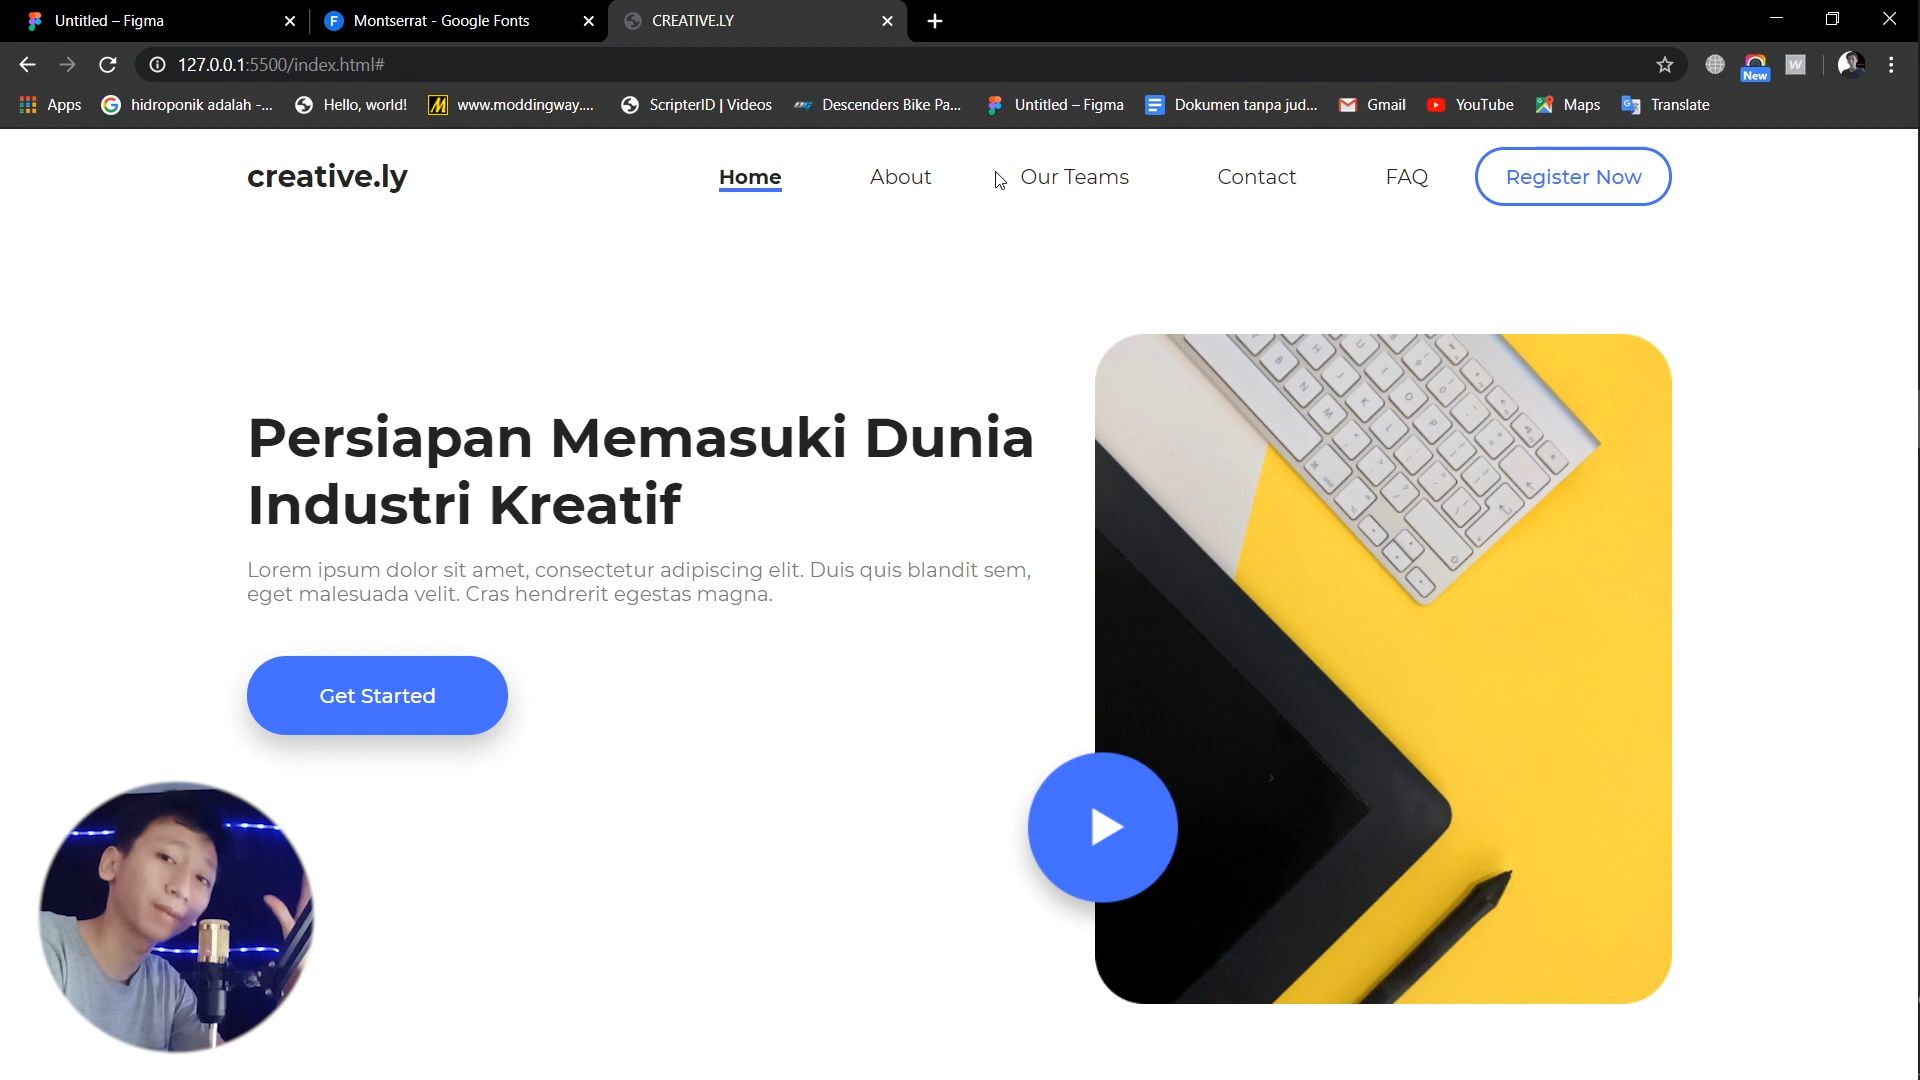 Untitled – Figma
Montserrat - Google Fonts
CREATIVE.LY
127.0.0.1:5500/index.html#
New
Apps
hidroponik adalah -...
Hello, world!
www.moddingway....
ScripterID | Videos
Descenders Bike Pa...
Untitled – Figma
Dokumen tanpa jud...
Gmail
YouTube
Maps
Translate
creative.ly
Home
About
Our Teams
Contact
FAQ
Register Now
Persiapan Memasuki Dunia
Industri Kreatif
Lorem ipsum dolor sit amet, consectetur adipiscing elit. Duis quis blandit sem,
eget malesuada velit. Cras hendrerit egestas magna.
Get Started